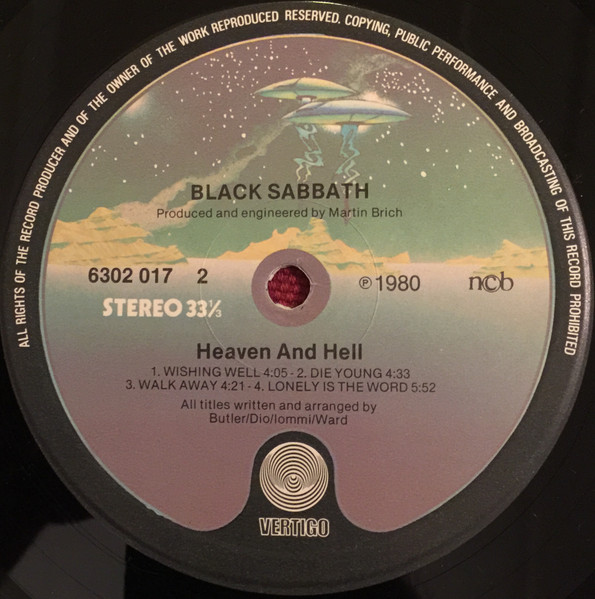 ALL RIGHTS OF THE RECORD PRODUCER AND OF THE OWNER OF THE WORK REPRODUCED RESERVED. COPYING, PUBLIC PERFORMANCE AND BROADCASTING OF THIS RECORD PROHIBITED
BLACK SABBATH
Produced and engineered by Martin Brich
6302 017 2
℗ 1980
ncb
STEREO 33⅓
Heaven And Hell
1. WISHING WELL 4:05 - 2. DIE YOUNG 4:33
3. WALK AWAY 4:21 - 4. LONELY IS THE WORD 5:52
All titles written and arranged by
Butler/Dio/Iommi/Ward
VERTIGO